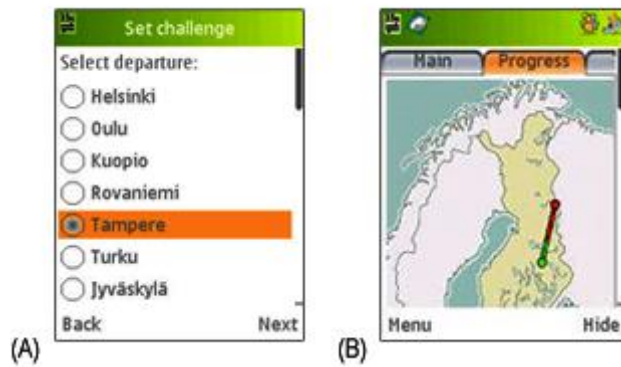 Set challenge
Select departure:
Helsinki
Oulu
Kuopio
Rovaniemi
Tampere
Turku
Jyväskylä
Back Next
(A)
Main Progress
Menu Hide
(B)